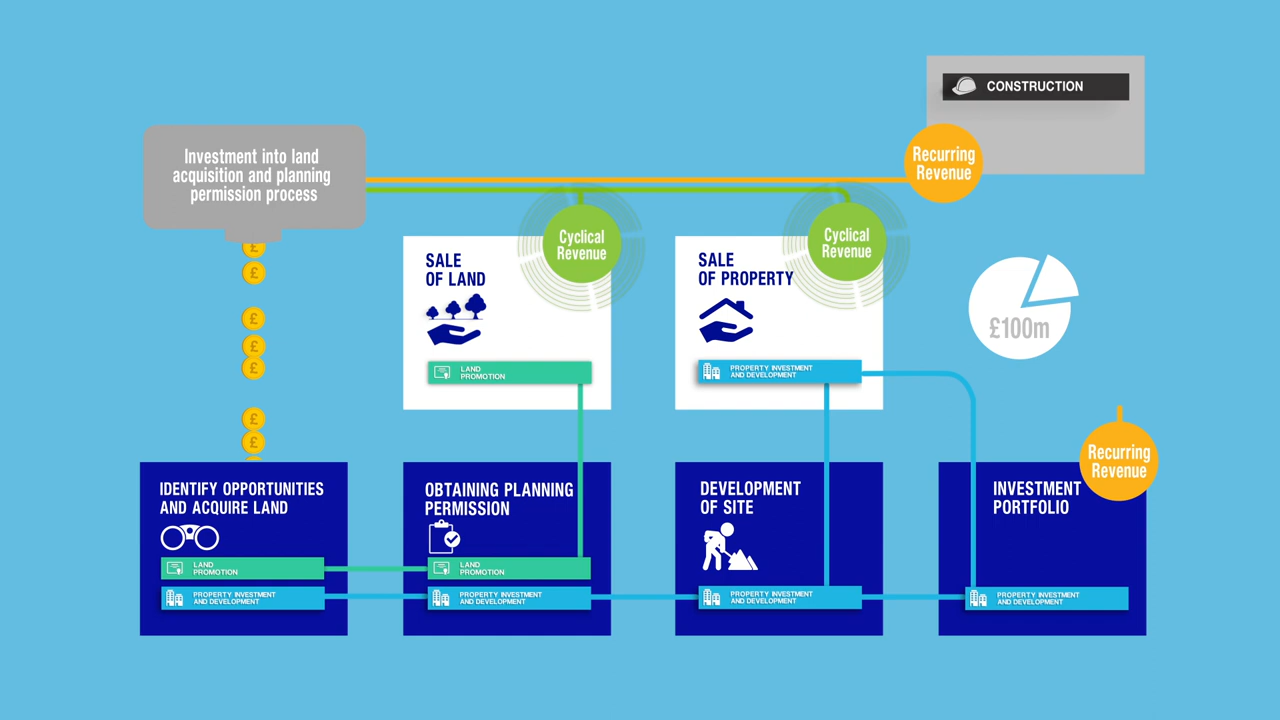 CONSTRUCTION
Recurring
Revenue
Investment into land
acquisition and planning
permission process
£
£
£
£
£
£
£
Cyclical
Revenue
SALE
OF LAND
LAND
PROMOTION
Cyclical
Revenue
SALE
OF PROPERTY
PROPERTY INVESTMENT
AND DEVELOPMENT
£100m
IDENTIFY OPPORTUNITIES
AND ACQUIRE LAND
LAND
PROMOTION
PROPERTY INVESTMENT
AND DEVELOPMENT
OBTAINING PLANNING
PERMISSION
LAND
PROMOTION
PROPERTY INVESTMENT
AND DEVELOPMENT
DEVELOPMENT
OF SITE
PROPERTY INVESTMENT
AND DEVELOPMENT
Recurring
Revenue
INVESTMENT
PORTFOLIO
PROPERTY INVESTMENT
AND DEVELOPMENT